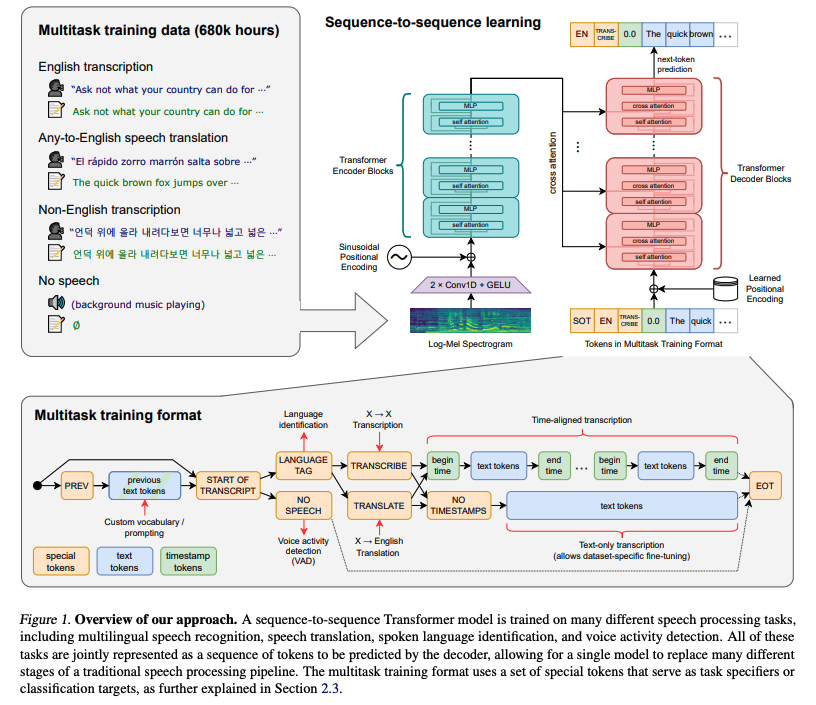 Multitask training data (680k hours)
English transcription
“Ask not what your country can do for ⋯”
Ask not what your country can do for ⋯
Any-to-English speech translation
“El rápido zorro marrón salta sobre ⋯”
The quick brown fox jumps over ⋯
Non-English transcription
“언덕 위에 올라 내려다보면 너무나 넓고 넓은 ⋯”
언덕 위에 올라 내려다보면 너무나 넓고 넓은 ⋯
No speech
(background music playing)
∅
Sequence-to-sequence learning
EN TRANS-CRIBE 0.0 The quick brown ⋯
next-token
prediction
MLP
self attention
⋮
MLP
self attention
MLP
self attention
Transformer
Encoder Blocks
cross attention
⋮
MLP
cross attention
self attention
⋮
MLP
cross attention
self attention
MLP
cross attention
self attention
Transformer
Decoder Blocks
Sinusoidal
Positional
Encoding
2 × Conv1D + GELU
Log-Mel Spectrogram
Learned
Positional
Encoding
SOT EN TRANS-CRIBE 0.0 The quick ⋯
Tokens in Multitask Training Format
Multitask training format
Language
identification
X → X
Transcription
Time-aligned transcription
PREV
previous
text tokens
START OF
TRANSCRIPT
LANGUAGE
TAG
TRANSCRIBE
begin
time
text tokens
end
time
⋯
begin
time
text tokens
end
time
EOT
NO
SPEECH
TRANSLATE
NO
TIMESTAMPS
text tokens
Custom vocabulary /
prompting
Voice activity
detection
(VAD)
X → English
Translation
Text-only transcription
(allows dataset-specific fine-tuning)
special
tokens
text
tokens
timestamp
tokens
Figure 1. Overview of our approach. A sequence-to-sequence Transformer model is trained on many different speech processing tasks,
including multilingual speech recognition, speech translation, spoken language identification, and voice activity detection. All of these
tasks are jointly represented as a sequence of tokens to be predicted by the decoder, allowing for a single model to replace many different
stages of a traditional speech processing pipeline. The multitask training format uses a set of special tokens that serve as task specifiers or
classification targets, as further explained in Section 2.3.